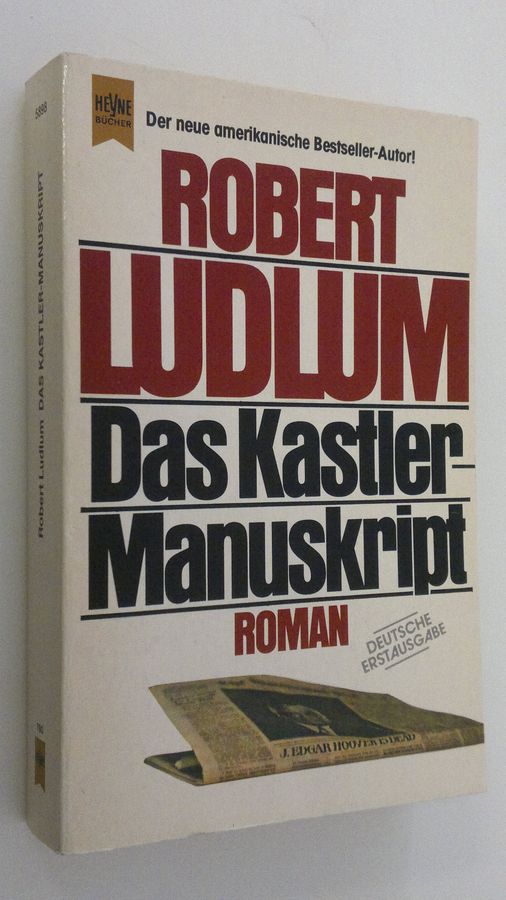 HEYNE
BÜCHER
Der neue amerikanische Bestseller-Autor!
ROBERT
LUDLUM
Das Kastler-
Manuskript
ROMAN
DEUTSCHE
ERSTAUSGABE
J. EDGAR HOOVER IS DEAD
5898
Robert Ludlum DAS KASTLER-MANUSKRIPT